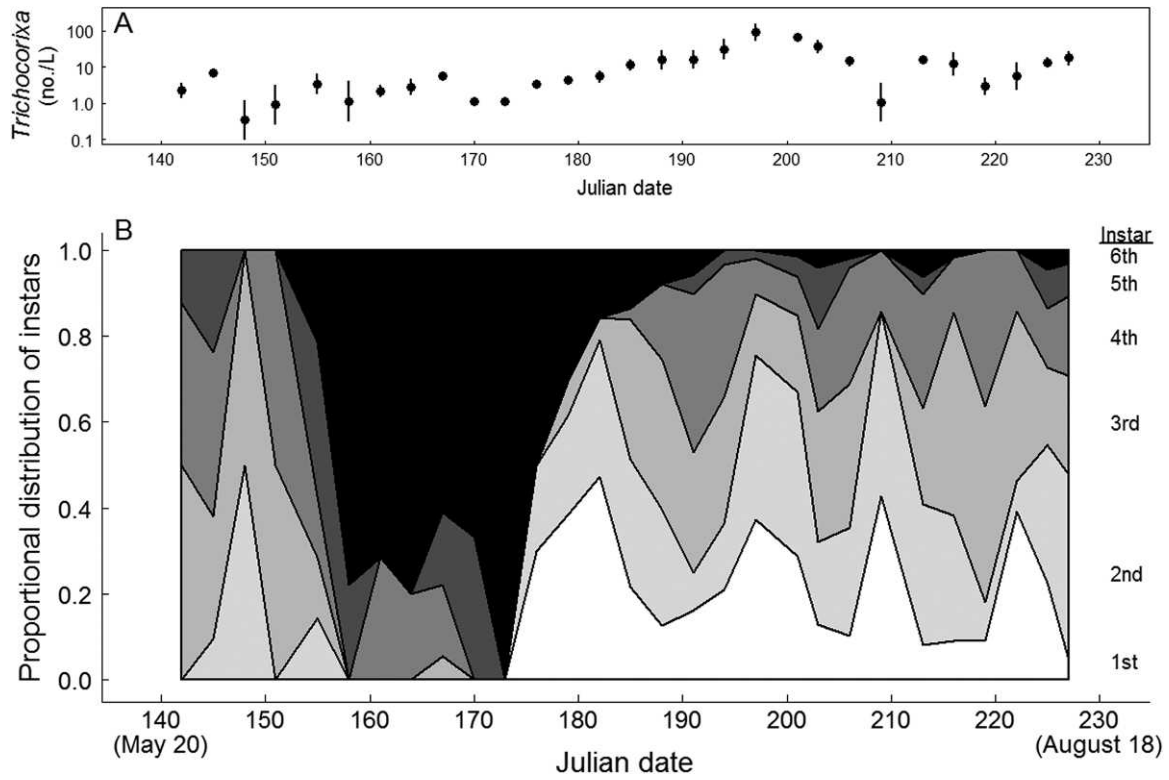 A
Trichocorixa
(no./L)
100
10
1.0
0.1
140 150 160 170 180 190 200 210 220 230
Julian date
B
Proportional distribution of instars
1.0
0.8
0.6
0.4
0.2
0.0
Instar
6th
5th
4th
3rd
2nd
1st
140 150 160 170 180 190 200 210 220 230
(May 20) (August 18)
Julian date